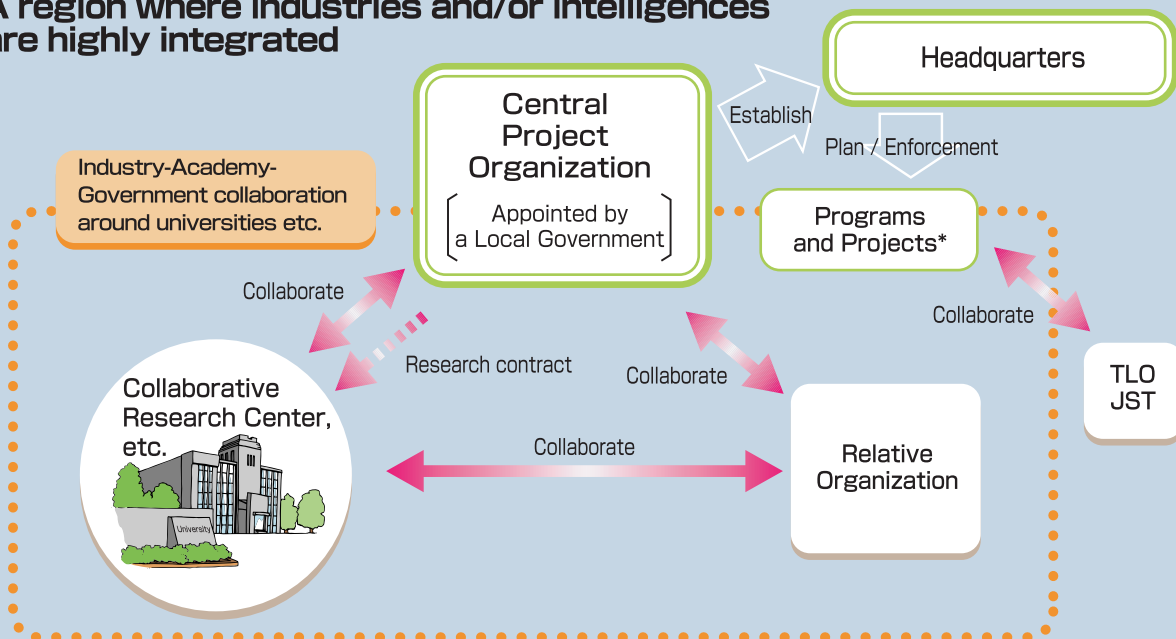 A region where industries and/or intelligences
are highly integrated
Headquarters
Central
Project
Organization
Appointed by
a Local Government
Establish
Plan / Enforcement
Industry-Academy-
Government collaboration
around universities etc.
Programs
and Projects*
Collaborate
Collaborate
Research contract
Collaborate
TLO
JST
Collaborative
Research Center,
etc.
University
Collaborate
Relative
Organization